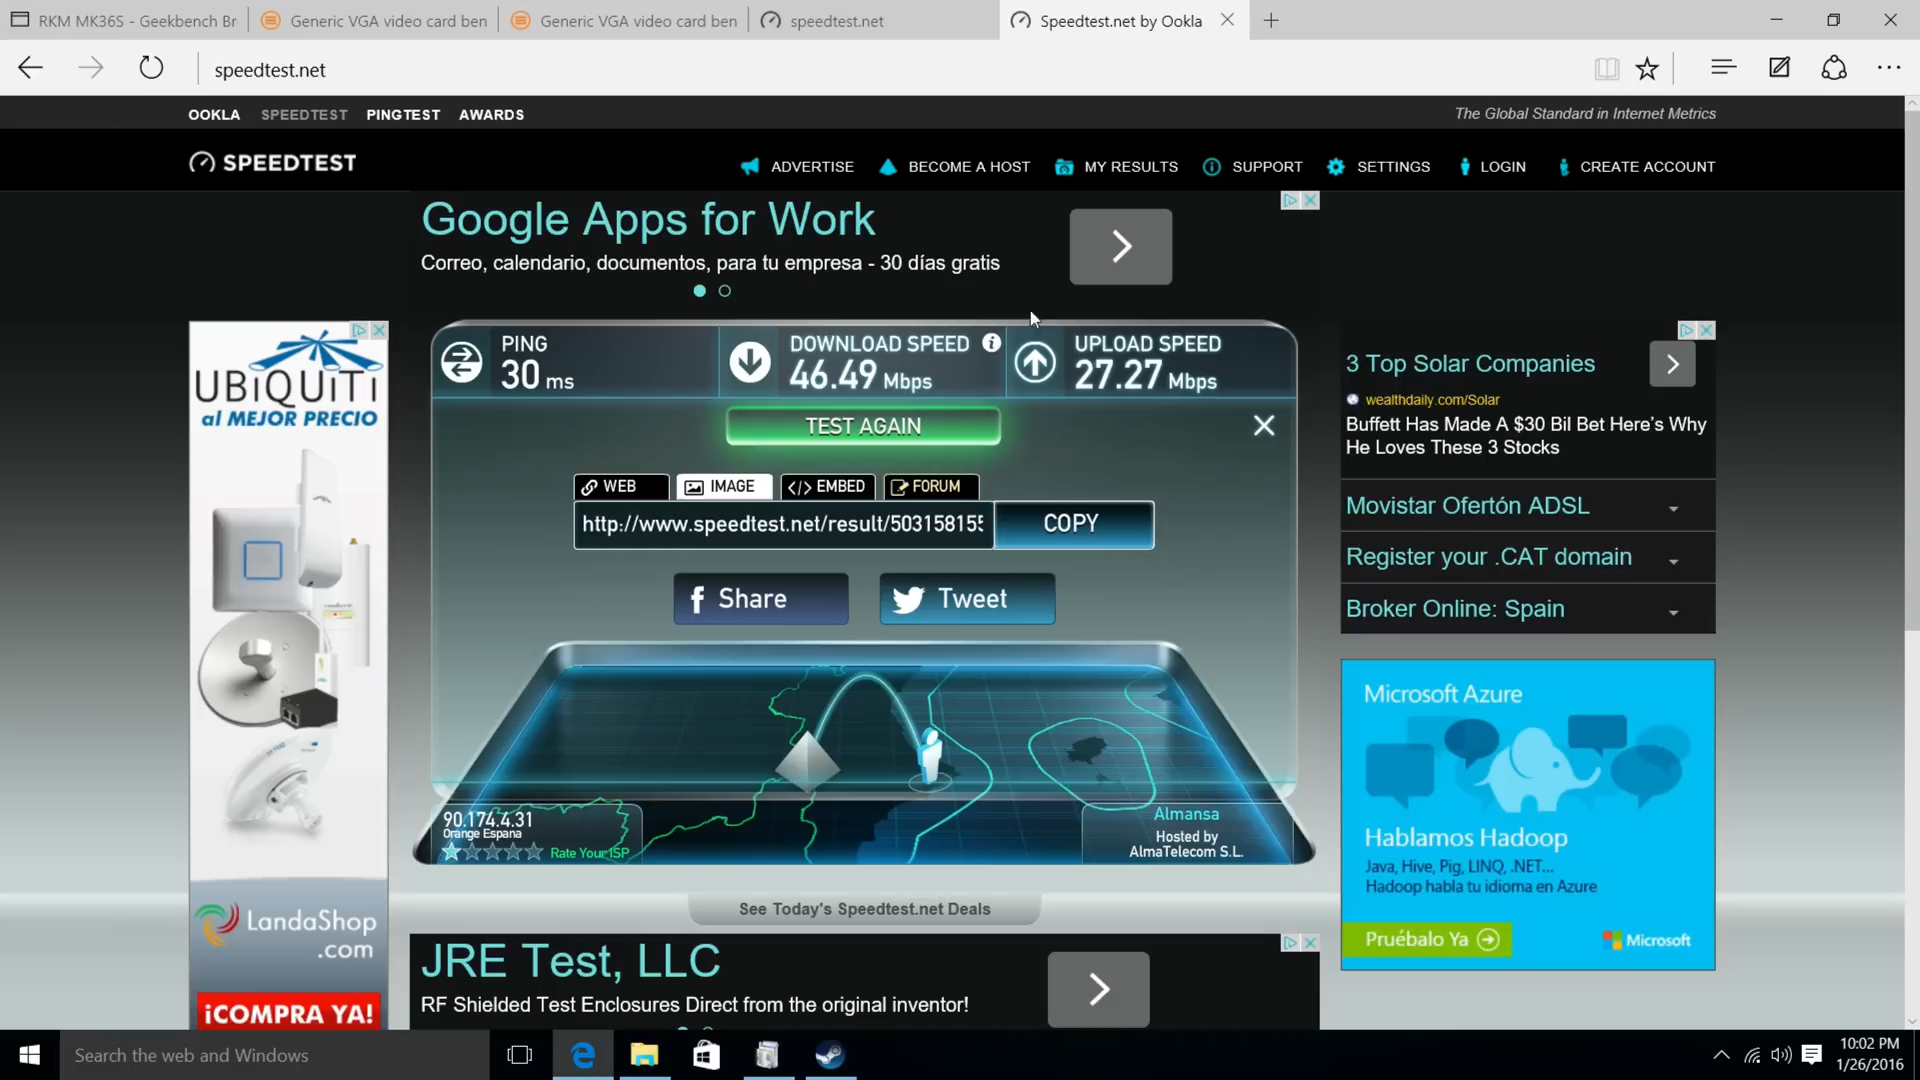 RKM MK36S - Geekbench Br
Generic VGA video card ben
Generic VGA video card ben
speedtest.net
Speedtest.net by Ookla
speedtest.net
OOKLA SPEEDTEST PINGTEST AWARDS
The Global Standard in Internet Metrics
SPEEDTEST
ADVERTISE BECOME A HOST MY RESULTS SUPPORT SETTINGS LOGIN CREATE ACCOUNT
Google Apps for Work
Correo, calendario, documentos, para tu empresa - 30 días gratis
UBiQUiTi
al MEJOR PRECIO
LandaShop
.com
¡COMPRA YA!
PING
30 ms
DOWNLOAD SPEED
46.49 Mbps
UPLOAD SPEED
27.27 Mbps
TEST AGAIN
WEB IMAGE EMBED FORUM
http://www.speedtest.net/result/503158155
COPY
Share
Tweet
90.174.4.31
Orange Espana
Rate Your ISP
Almansa
Hosted by
AlmaTelecom S.L.
See Today's Speedtest.net Deals
JRE Test, LLC
RF Shielded Test Enclosures Direct from the original inventor!
3 Top Solar Companies
wealthdaily.com/Solar
Buffett Has Made A $30 Bil Bet Here's Why
He Loves These 3 Stocks
Movistar Ofertón ADSL
Register your .CAT domain
Broker Online: Spain
Microsoft Azure
Hablamos Hadoop
Java, Hive, Pig, LINQ, .NET...
Hadoop habla tu idioma en Azure
Pruébalo Ya
Microsoft
Search the web and Windows
10:02 PM
1/26/2016